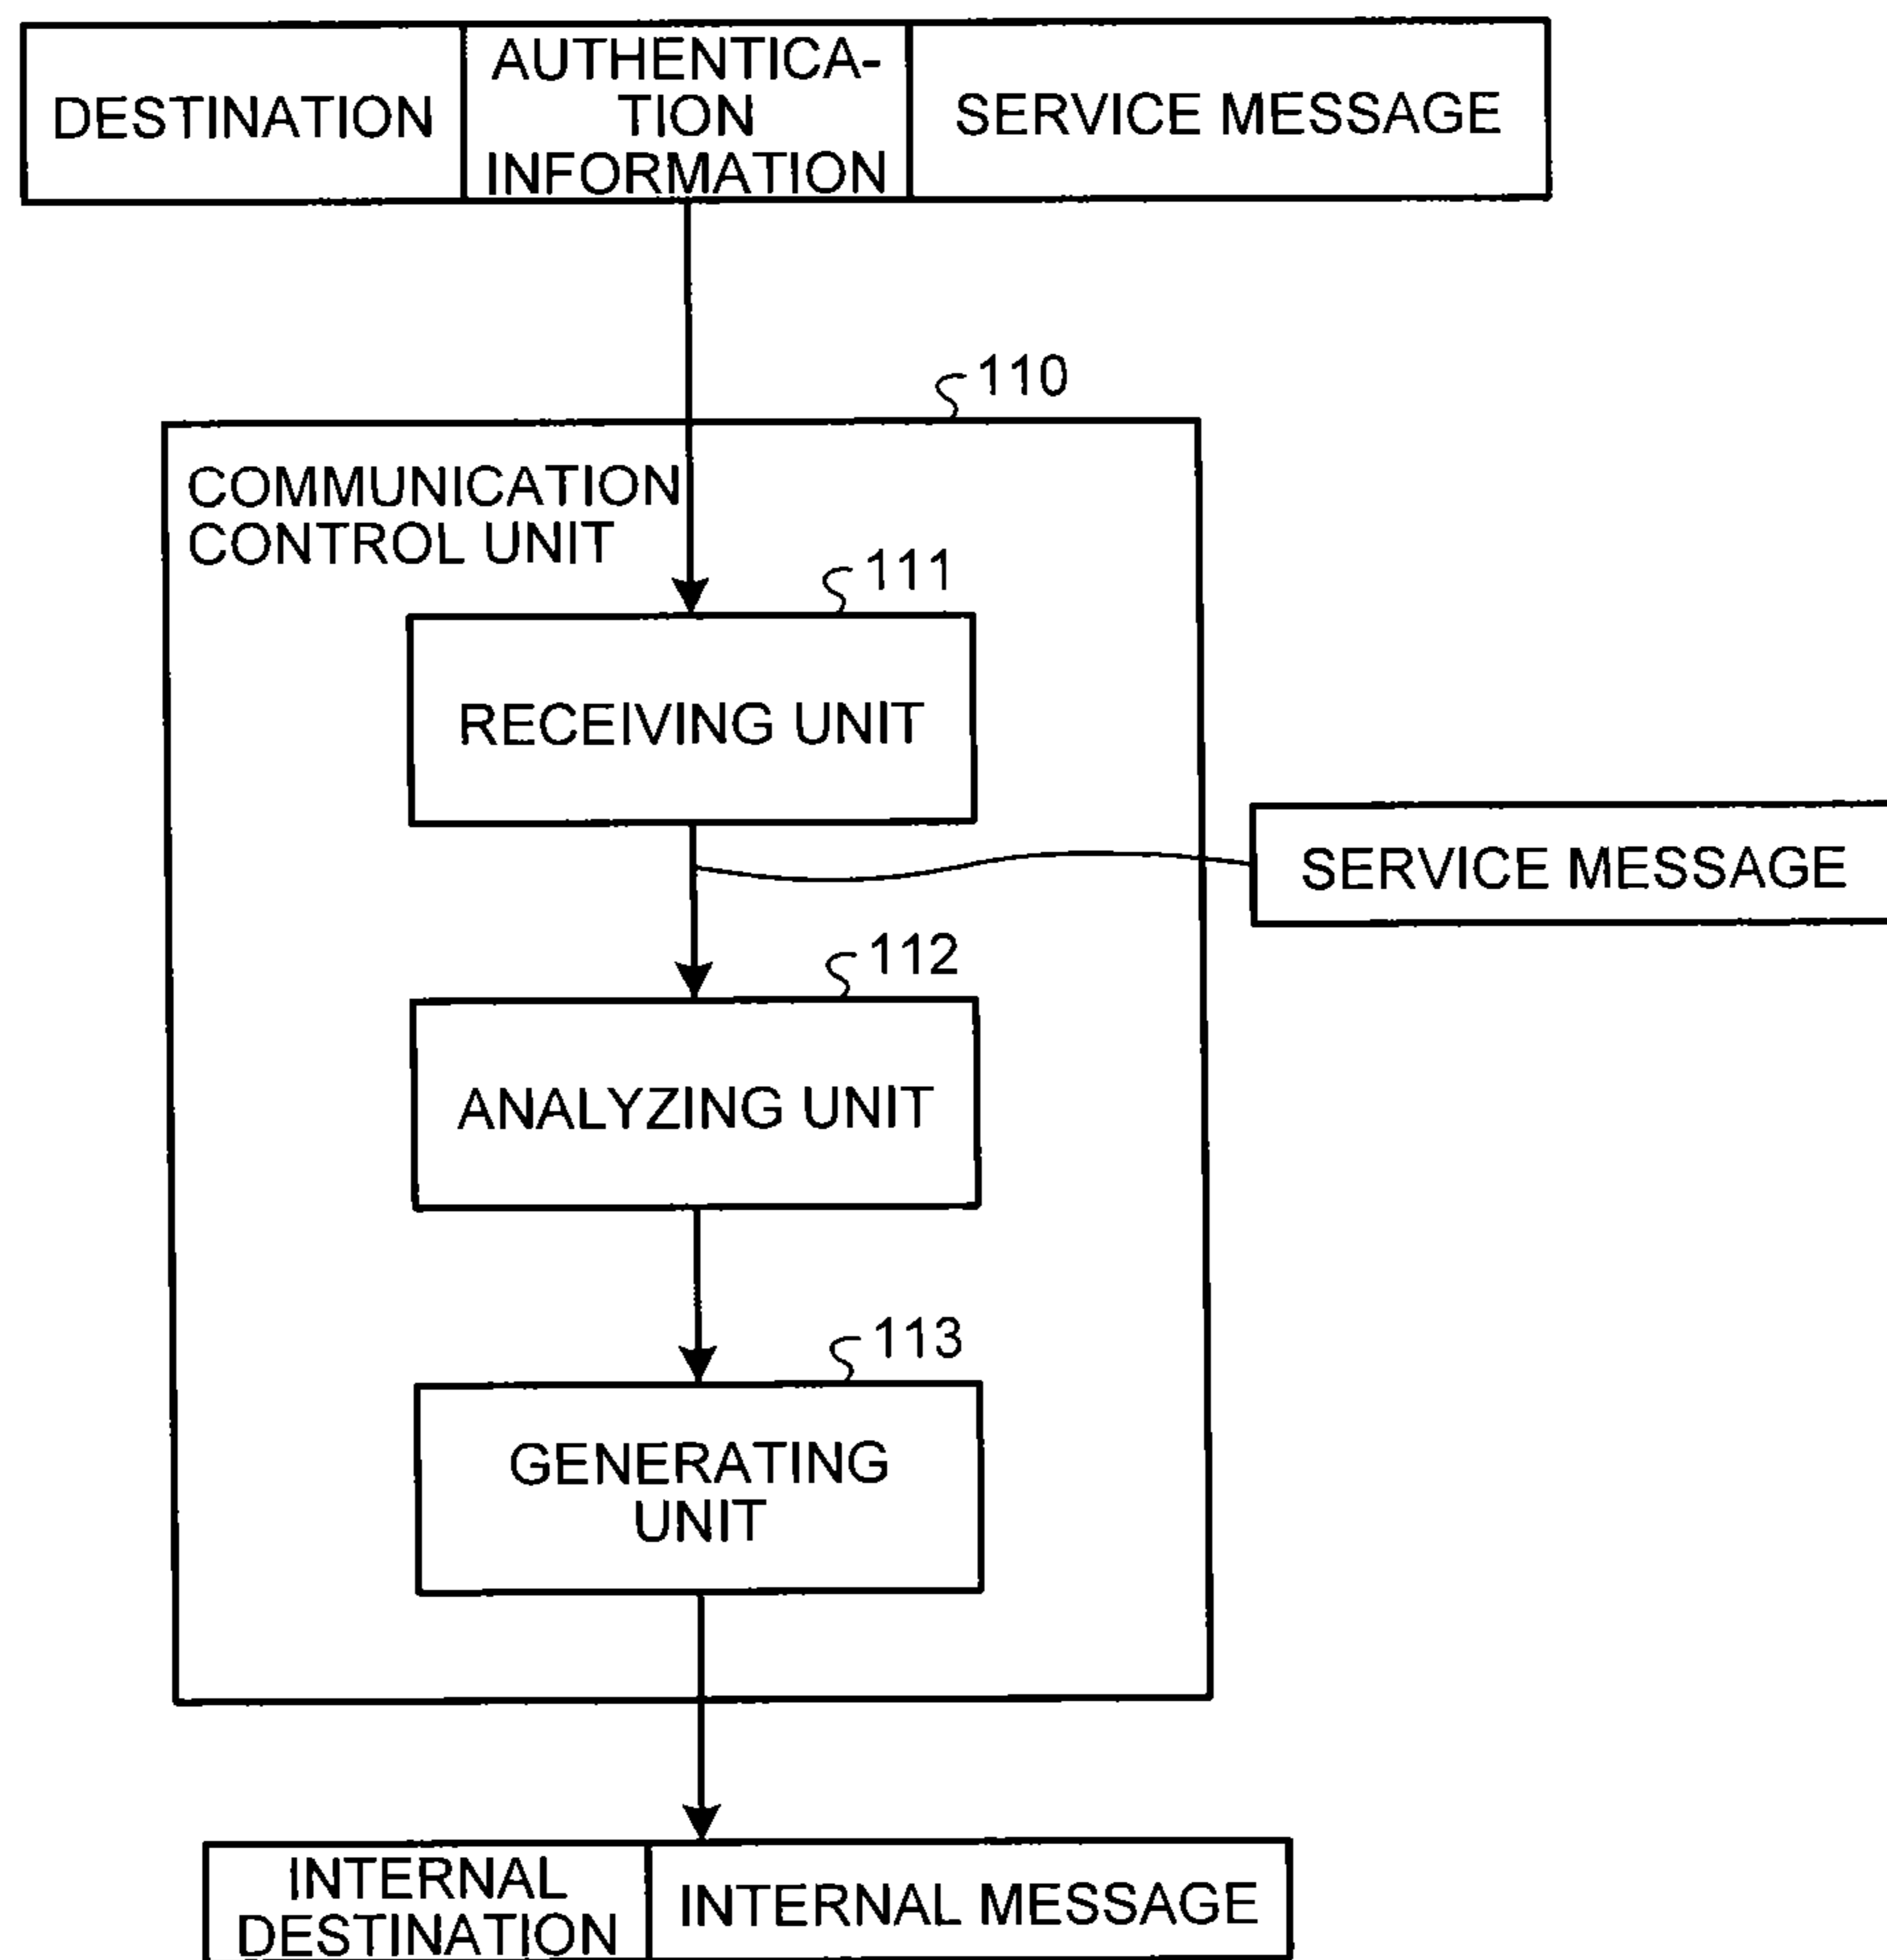 DESTINATION
AUTHENTICA-
TION
INFORMATION
SERVICE MESSAGE
110
COMMUNICATION
CONTROL UNIT
111
RECEIVING UNIT
SERVICE MESSAGE
112
ANALYZING UNIT
113
GENERATING
UNIT
INTERNAL
DESTINATION
INTERNAL MESSAGE